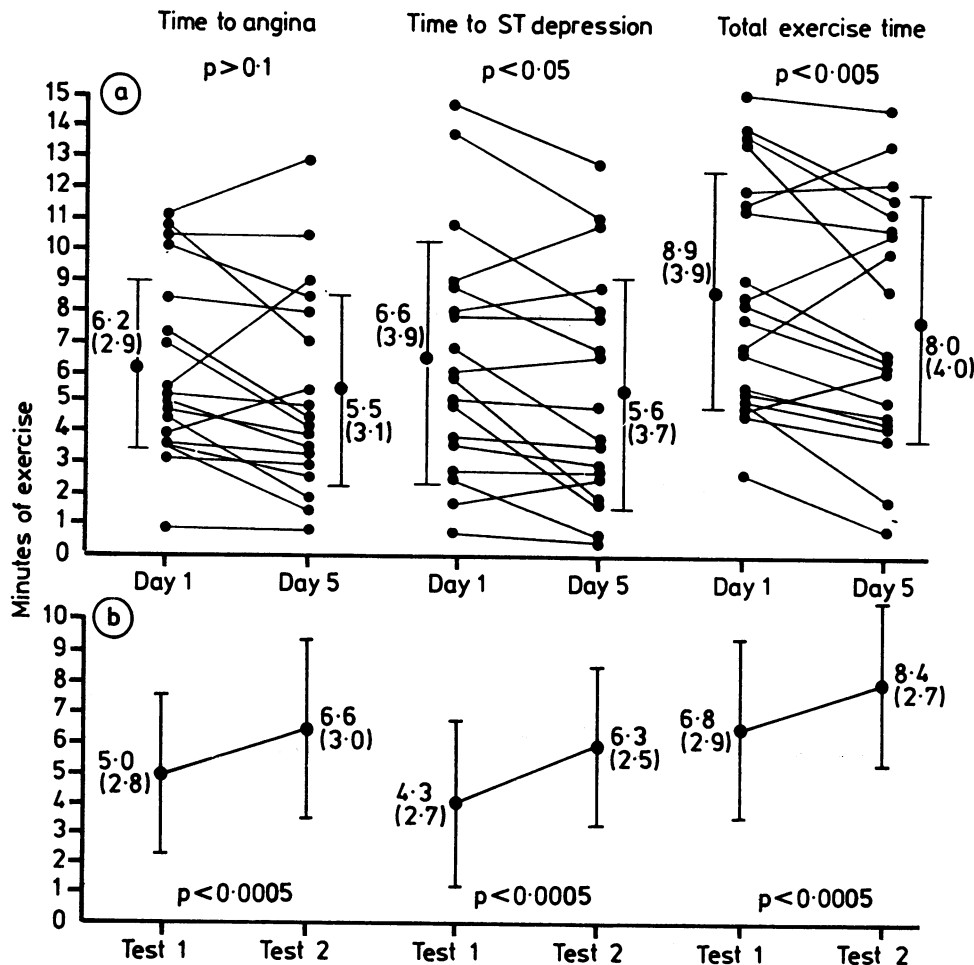 Time to angina
Time to ST depression
Total exercise time
p>0·1
p<0·05
p<0·005
a
15
14
13
12
11
10
9
8
7
6
5
4
3
2
1
0
6·2
(2·9)
5·5
(3·1)
6·6
(3·9)
5·6
(3·7)
8·9
(3·9)
8·0
(4·0)
Day 1
Day 5
Day 1
Day 5
Day 1
Day 5
Minutes of exercise
b
10
9
8
7
6
5
4
3
2
1
0
5·0
(2·8)
6·6
(3·0)
4·3
(2·7)
6·3
(2·5)
6·8
(2·9)
8·4
(2·7)
p<0·0005
p<0·0005
p<0·0005
Test 1
Test 2
Test 1
Test 2
Test 1
Test 2